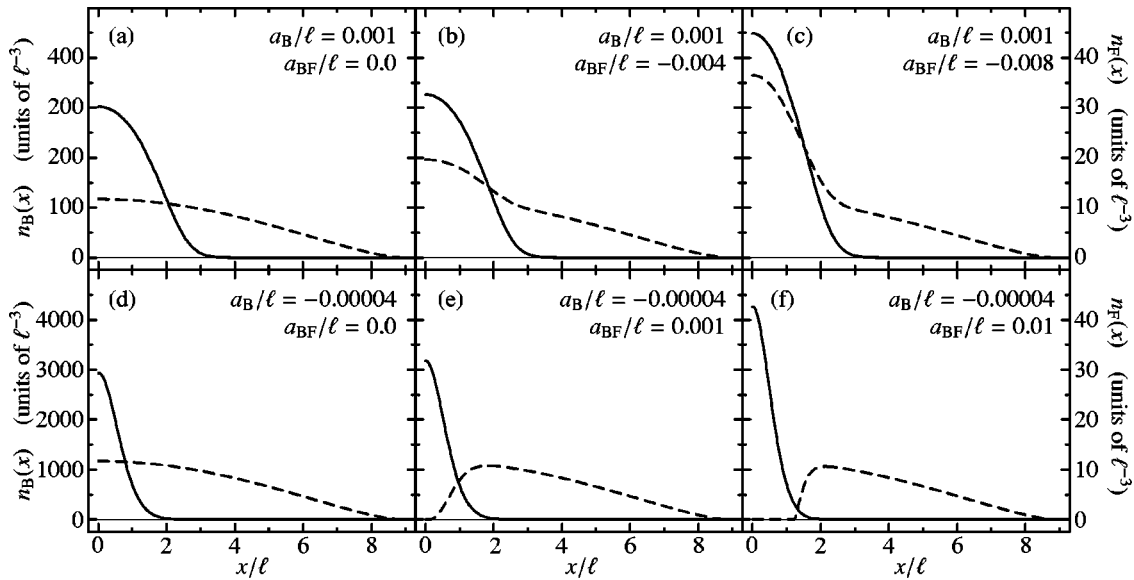 (a)
a_B/ℓ = 0.001
a_BF/ℓ = 0.0
(b)
a_B/ℓ = 0.001
a_BF/ℓ = −0.004
(c)
a_B/ℓ = 0.001
a_BF/ℓ = −0.008
n_B(x) (units of ℓ⁻³)
400
200
200
100
0
n_F(x) (units of ℓ⁻³)
40
30
20
10
0
(d)
a_B/ℓ = −0.00004
a_BF/ℓ = 0.0
(e)
a_B/ℓ = −0.00004
a_BF/ℓ = 0.001
(f)
a_B/ℓ = −0.00004
a_BF/ℓ = 0.01
n_B(x) (units of ℓ⁻³)
4000
3000
1000
1000
0
n_F(x) (units of ℓ⁻³)
40
30
20
10
0
0 2 4 6 8
0 2 4 6 8
0 2 4 6 8
x/ℓ
x/ℓ
x/ℓ